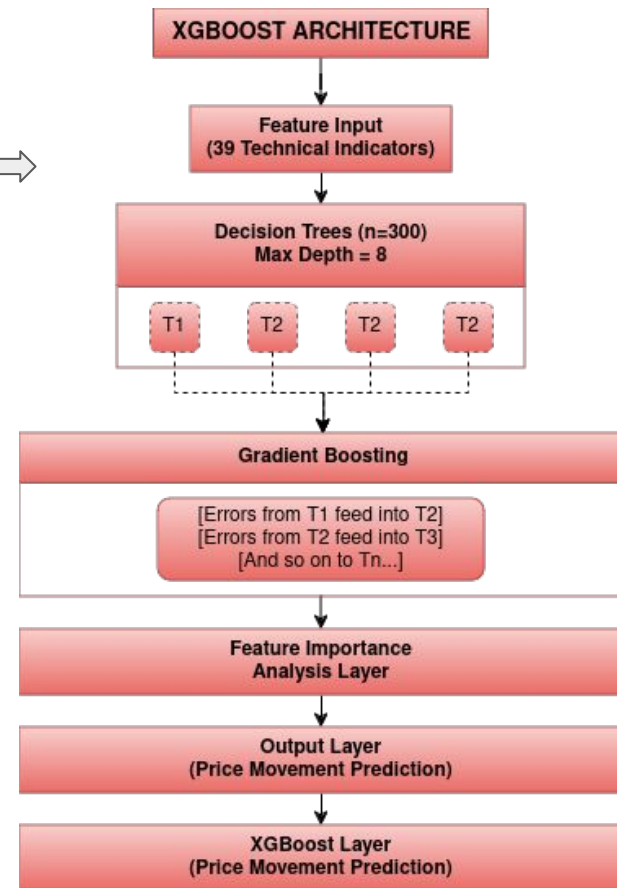 XGBOOST ARCHITECTURE
Feature Input
(39 Technical Indicators)
Decision Trees (n=300)
Max Depth = 8
T1 T2 T2 T2
Gradient Boosting
[Errors from T1 feed into T2]
[Errors from T2 feed into T3]
[And so on to Tn...]
Feature Importance
Analysis Layer
Output Layer
(Price Movement Prediction)
XGBoost Layer
(Price Movement Prediction)